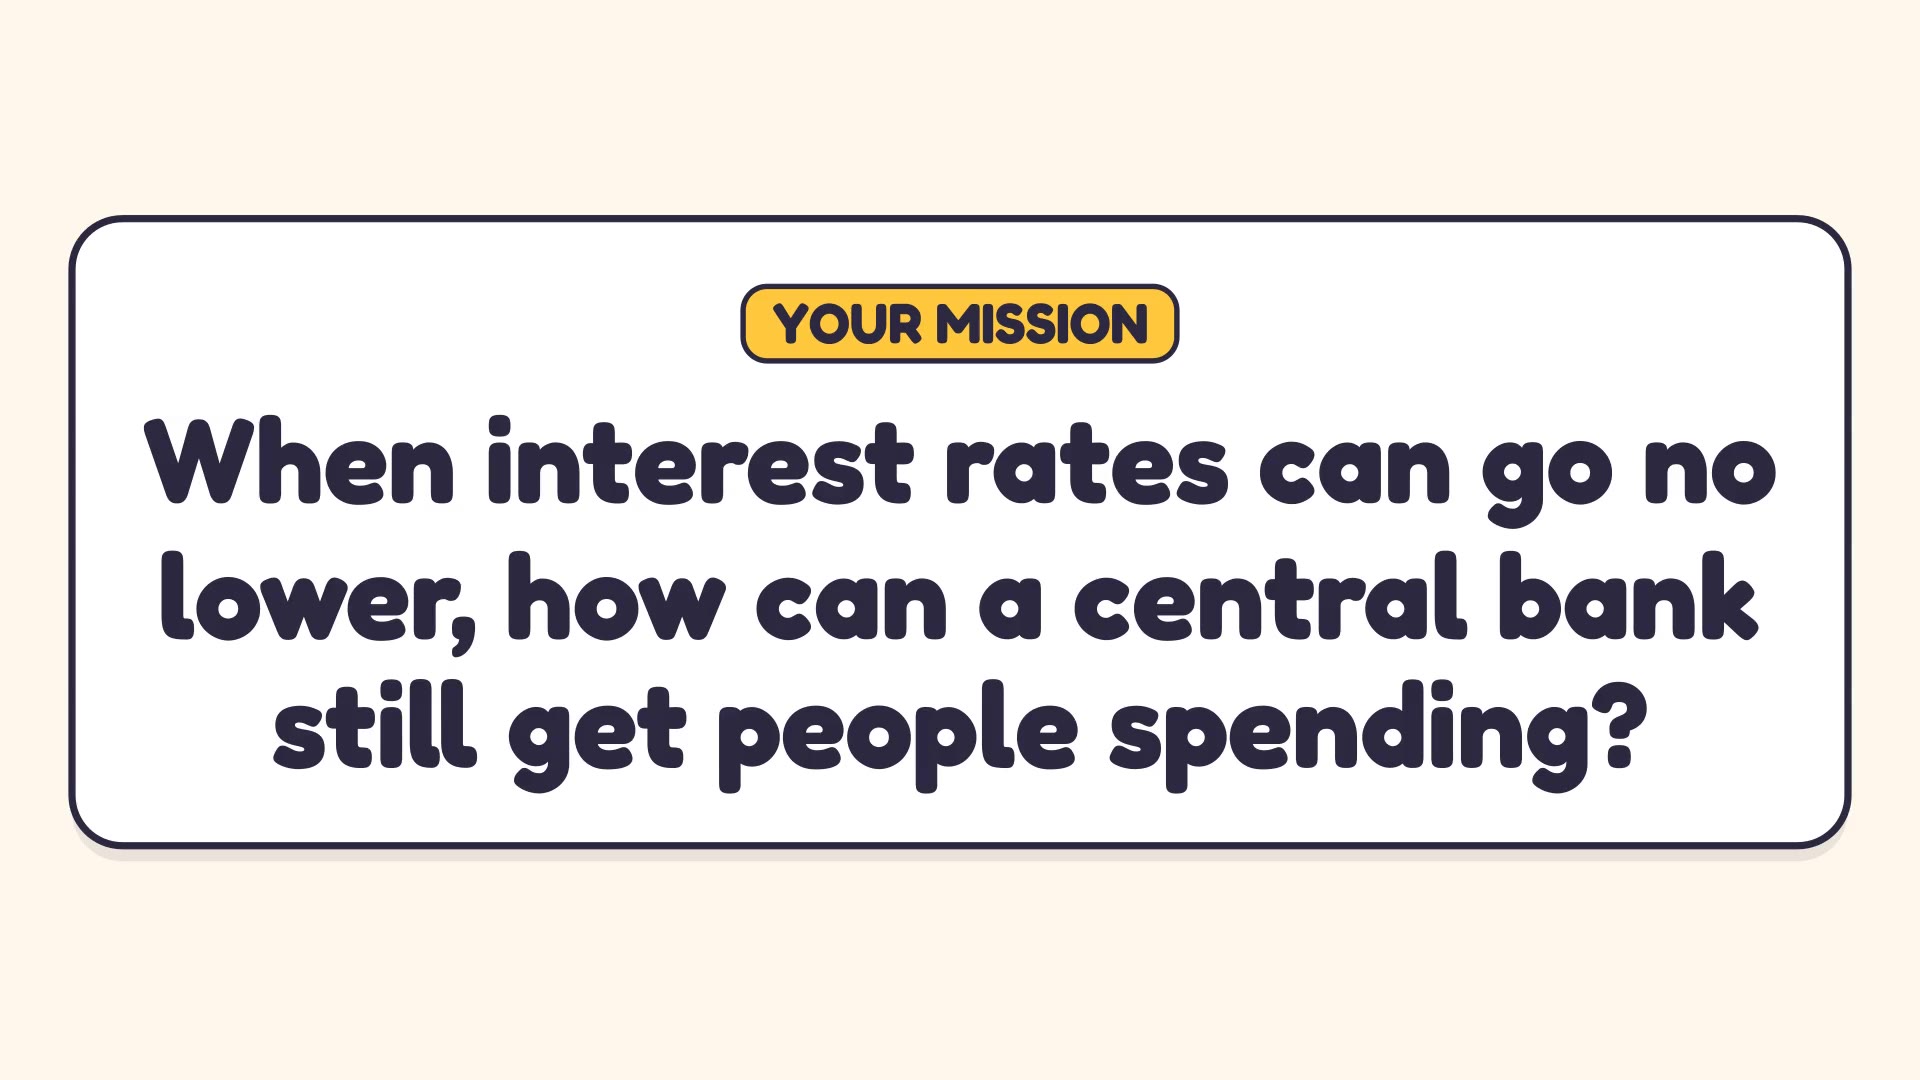 YOUR MISSION
When interest rates can go no
lower, how can a central bank
still get people spending?